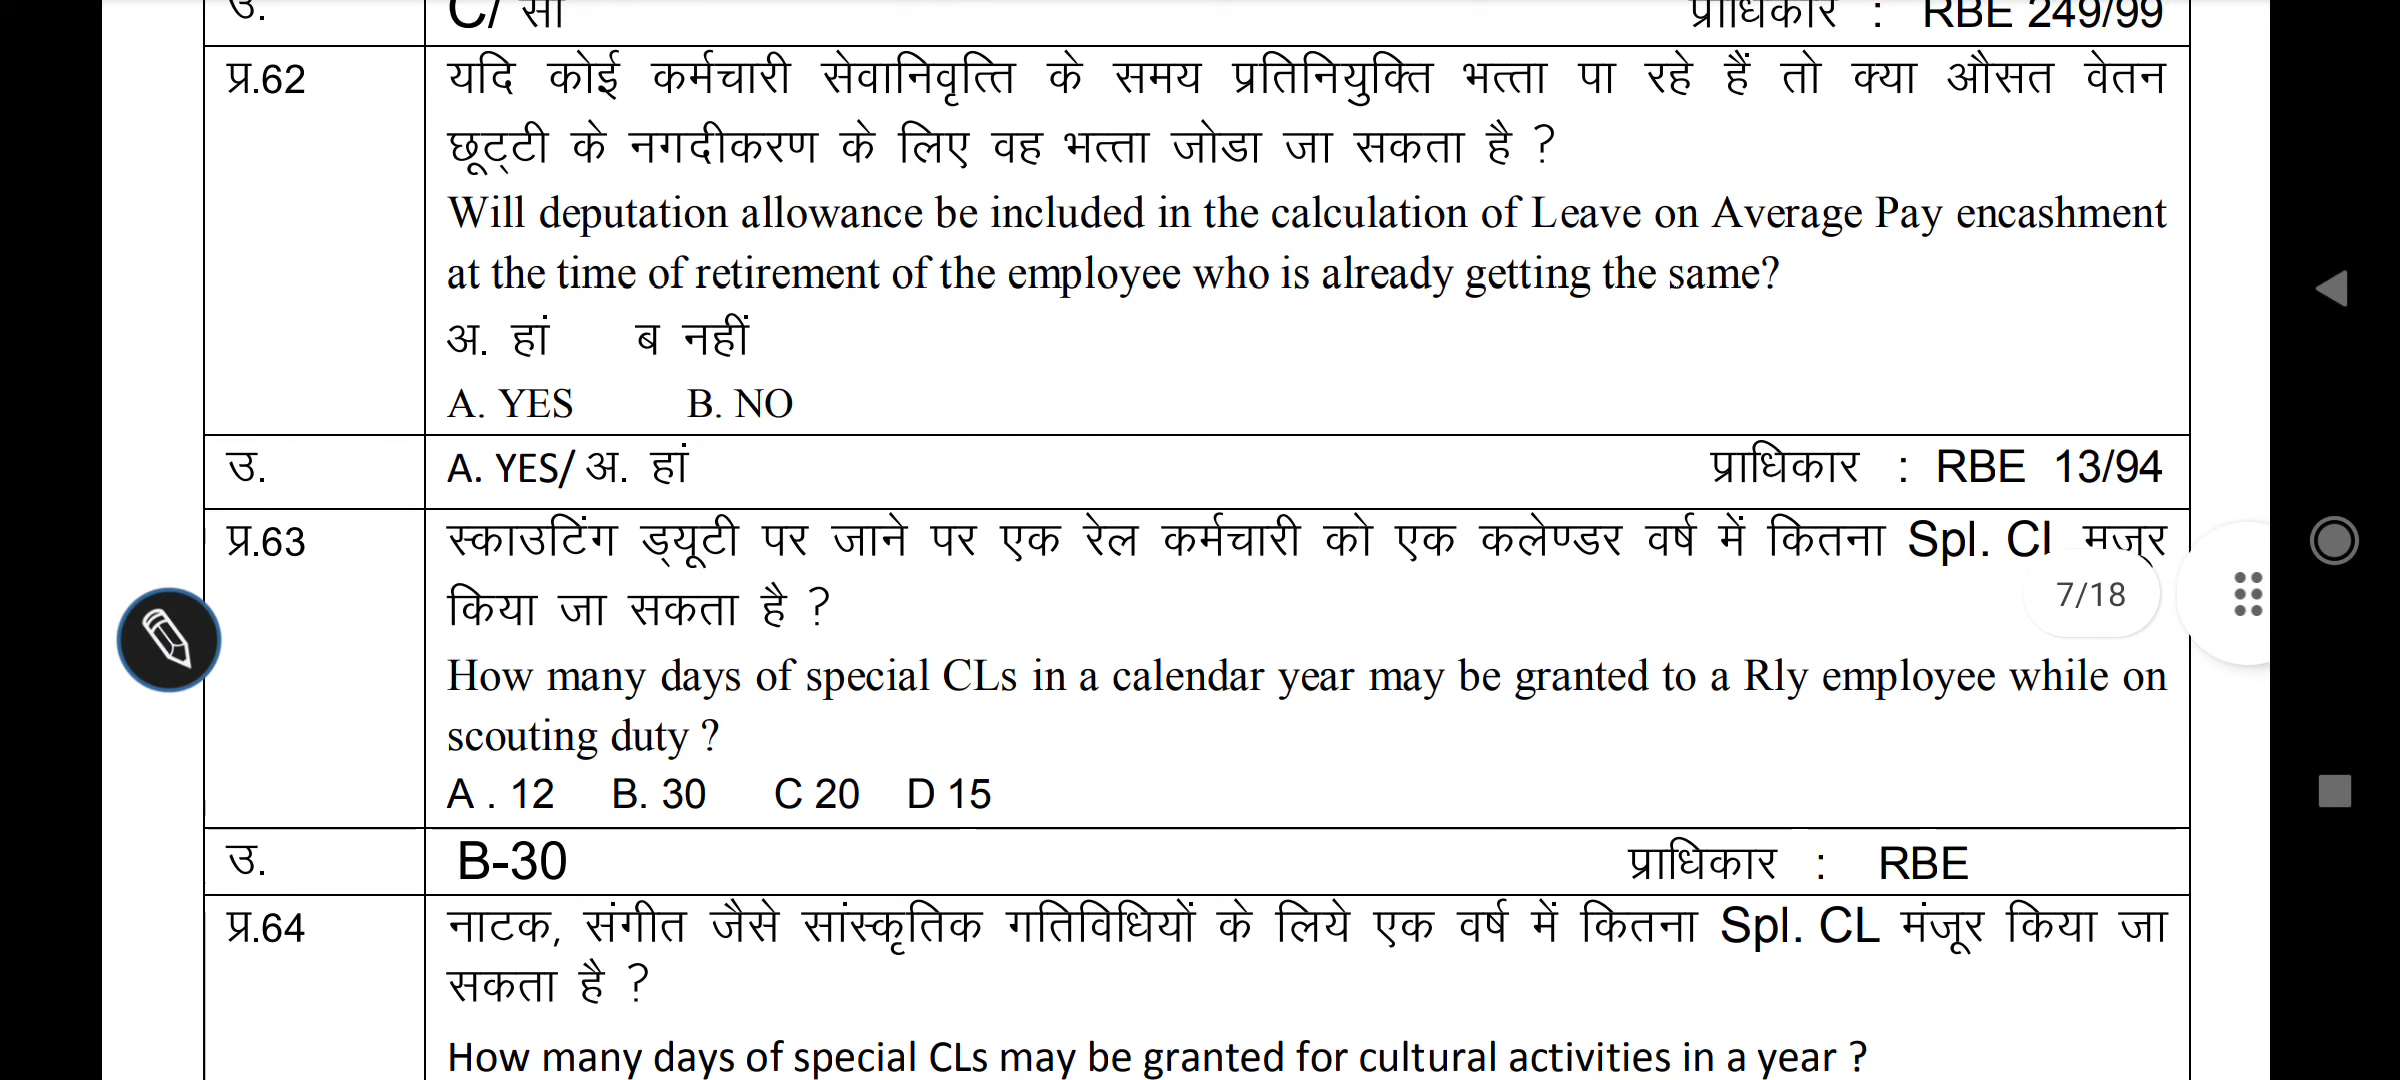 उ. C/ सी प्राधिकार : RBE 249/99
प्र.62 यदि कोई कर्मचारी सेवानिवृत्ति के समय प्रतिनियुक्ति भत्ता पा रहे हैं तो क्या औसत वेतन
छूट्टी के नगदीकरण के लिए वह भत्ता जोडा जा सकता है ?
Will deputation allowance be included in the calculation of Leave on Average Pay encashment
at the time of retirement of the employee who is already getting the same?
अ. हां ब नहीं
A. YES B. NO
उ. A. YES/ अ. हां प्राधिकार : RBE 13/94
प्र.63 स्काउटिंग ड्यूटी पर जाने पर एक रेल कर्मचारी को एक कलेण्डर वर्ष में कितना Spl. Cl
किया जा सकता है ?
7/18
How many days of special CLs in a calendar year may be granted to a Rly employee while on
scouting duty ?
A . 12 B. 30 C 20 D 15
उ. B-30 प्राधिकार : RBE
प्र.64 नाटक, संगीत जैसे सांस्कृतिक गतिविधियों के लिये एक वर्ष में कितना Spl. CL मंजूर किया जा
सकता है ?
How many days of special CLs may be granted for cultural activities in a year ?